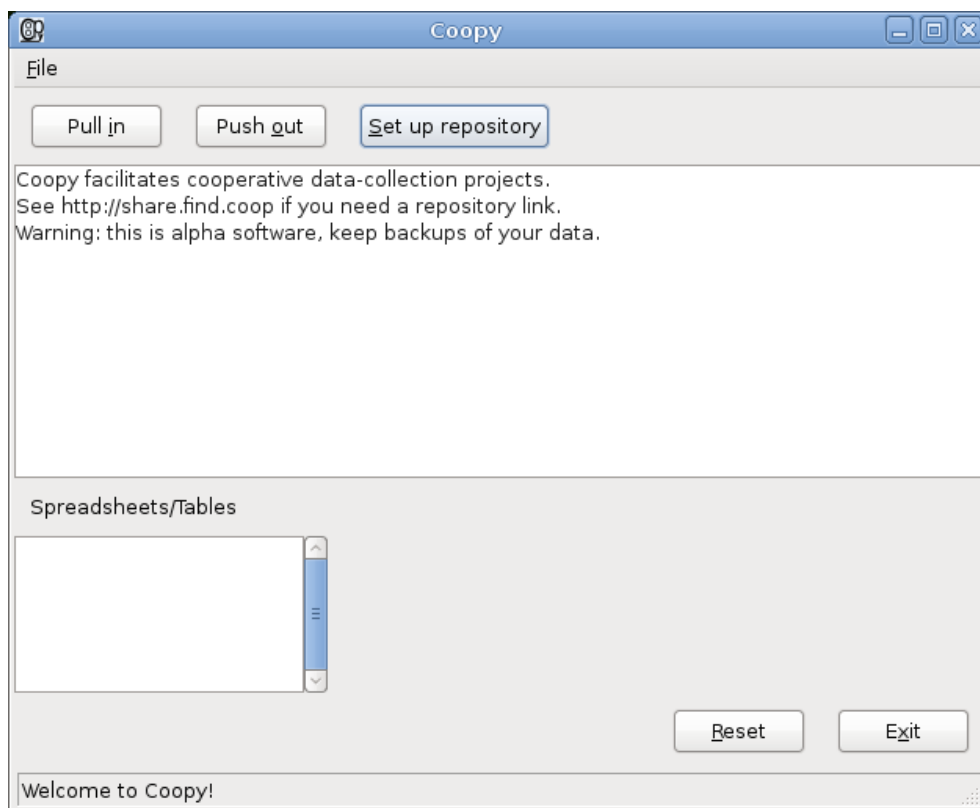 Coopy
File
Pull in
Push out
Set up repository
Coopy facilitates cooperative data-collection projects.
See http://share.find.coop if you need a repository link.
Warning: this is alpha software, keep backups of your data.
Spreadsheets/Tables
Reset
Exit
Welcome to Coopy!